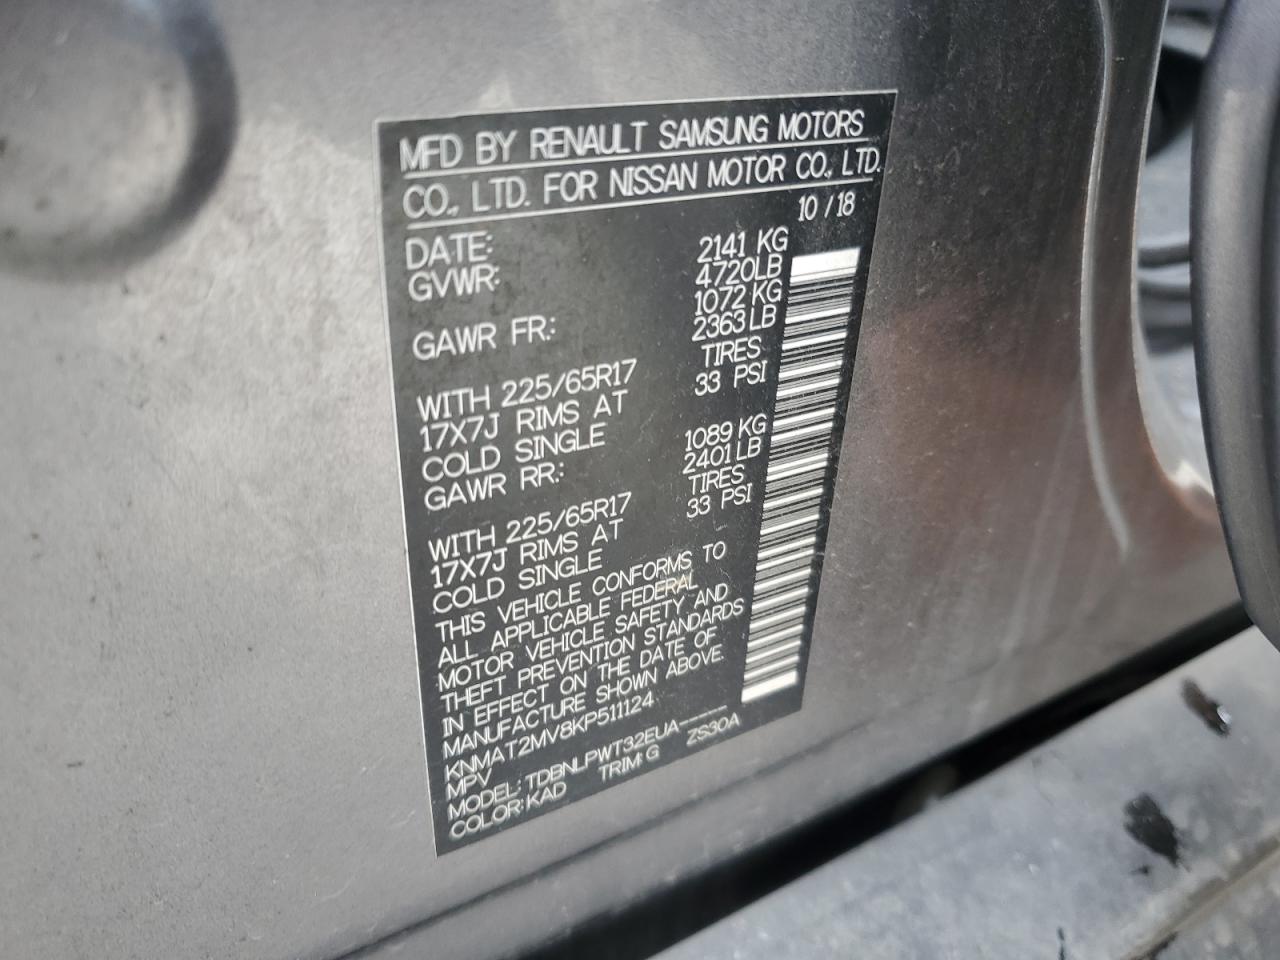 MFD BY RENAULT SAMSUNG MOTORS
CO., LTD. FOR NISSAN MOTOR CO., LTD.
DATE: 10 / 18
GVWR: 2141 KG
4720LB
GAWR FR.: 1072 KG
2363 LB
WITH 225/65R17 TIRES
17X7J RIMS AT 33 PSI
COLD SINGLE
GAWR RR.: 1089 KG
2401 LB
WITH 225/65R17 TIRES
17X7J RIMS AT 33 PSI
COLD SINGLE
THIS VEHICLE CONFORMS TO
ALL APPLICABLE FEDERAL
MOTOR VEHICLE SAFETY AND
THEFT PREVENTION STANDARDS
IN EFFECT ON THE DATE OF
MANUFACTURE SHOWN ABOVE.
KNMAT2MV8KP511124
MPV
MODEL: TDBNLPWT32EUA-----
COLOR: KAD TRIM: G ZS30A